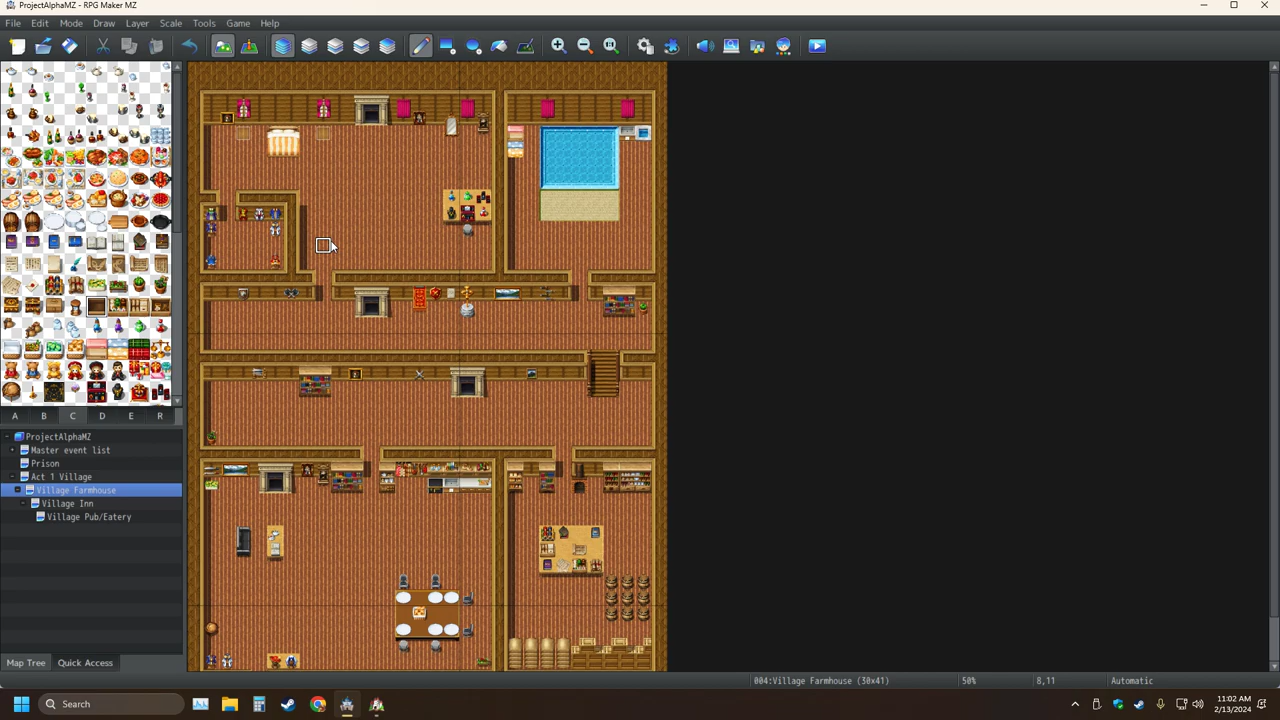 ProjectAlphaMZ - RPG Maker MZ
File Edit Mode Draw Layer Scale Tools Game Help
A B C D E R
ProjectAlphaMZ
Master event list
Prison
Act 1 Village
Village Farmhouse
Village Inn
Village Pub/Eatery
Map Tree Quick Access
004:Village Farmhouse (30x41) 50% 8,11 Automatic
Search
11:02 AM
2/13/2024